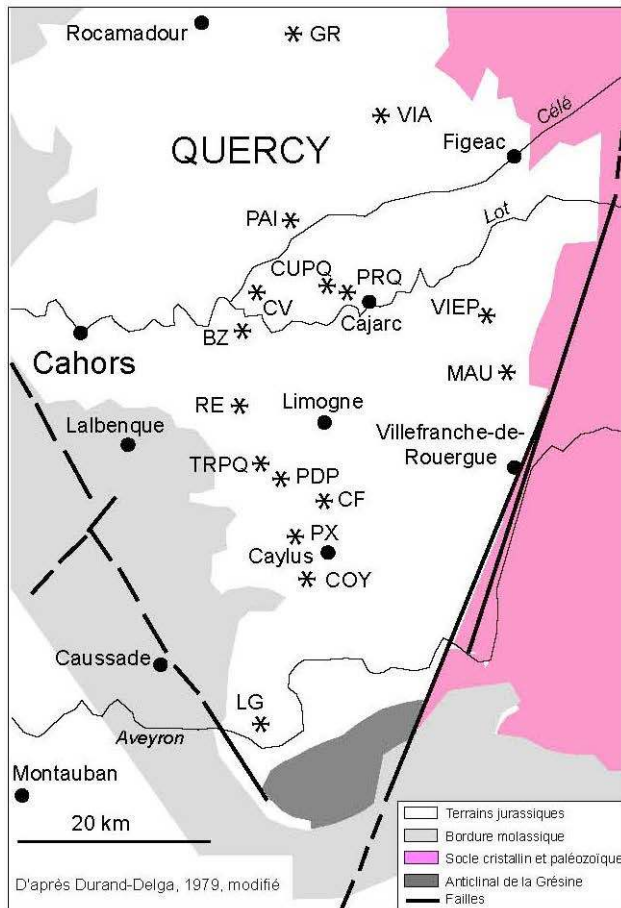 Rocamadour
GR
VIA
Célé
QUERCY
Figeac
PAI
Lot
CUPQ
PRQ
CV
Cajarc
VIEP
BZ
Cahors
MAU
RE
Limogne
Lalbenque
Villefranche-de-
Rouergue
TRPQ
PDP
CF
PX
Caylus
COY
Caussade
LG
Aveyron
Montauban
20 km
Terrains jurassiques
Bordure molassique
Socle cristallin et paléozoïque
Anticlinal de la Grésine
Failles
D'après Durand-Delga, 1979, modifié